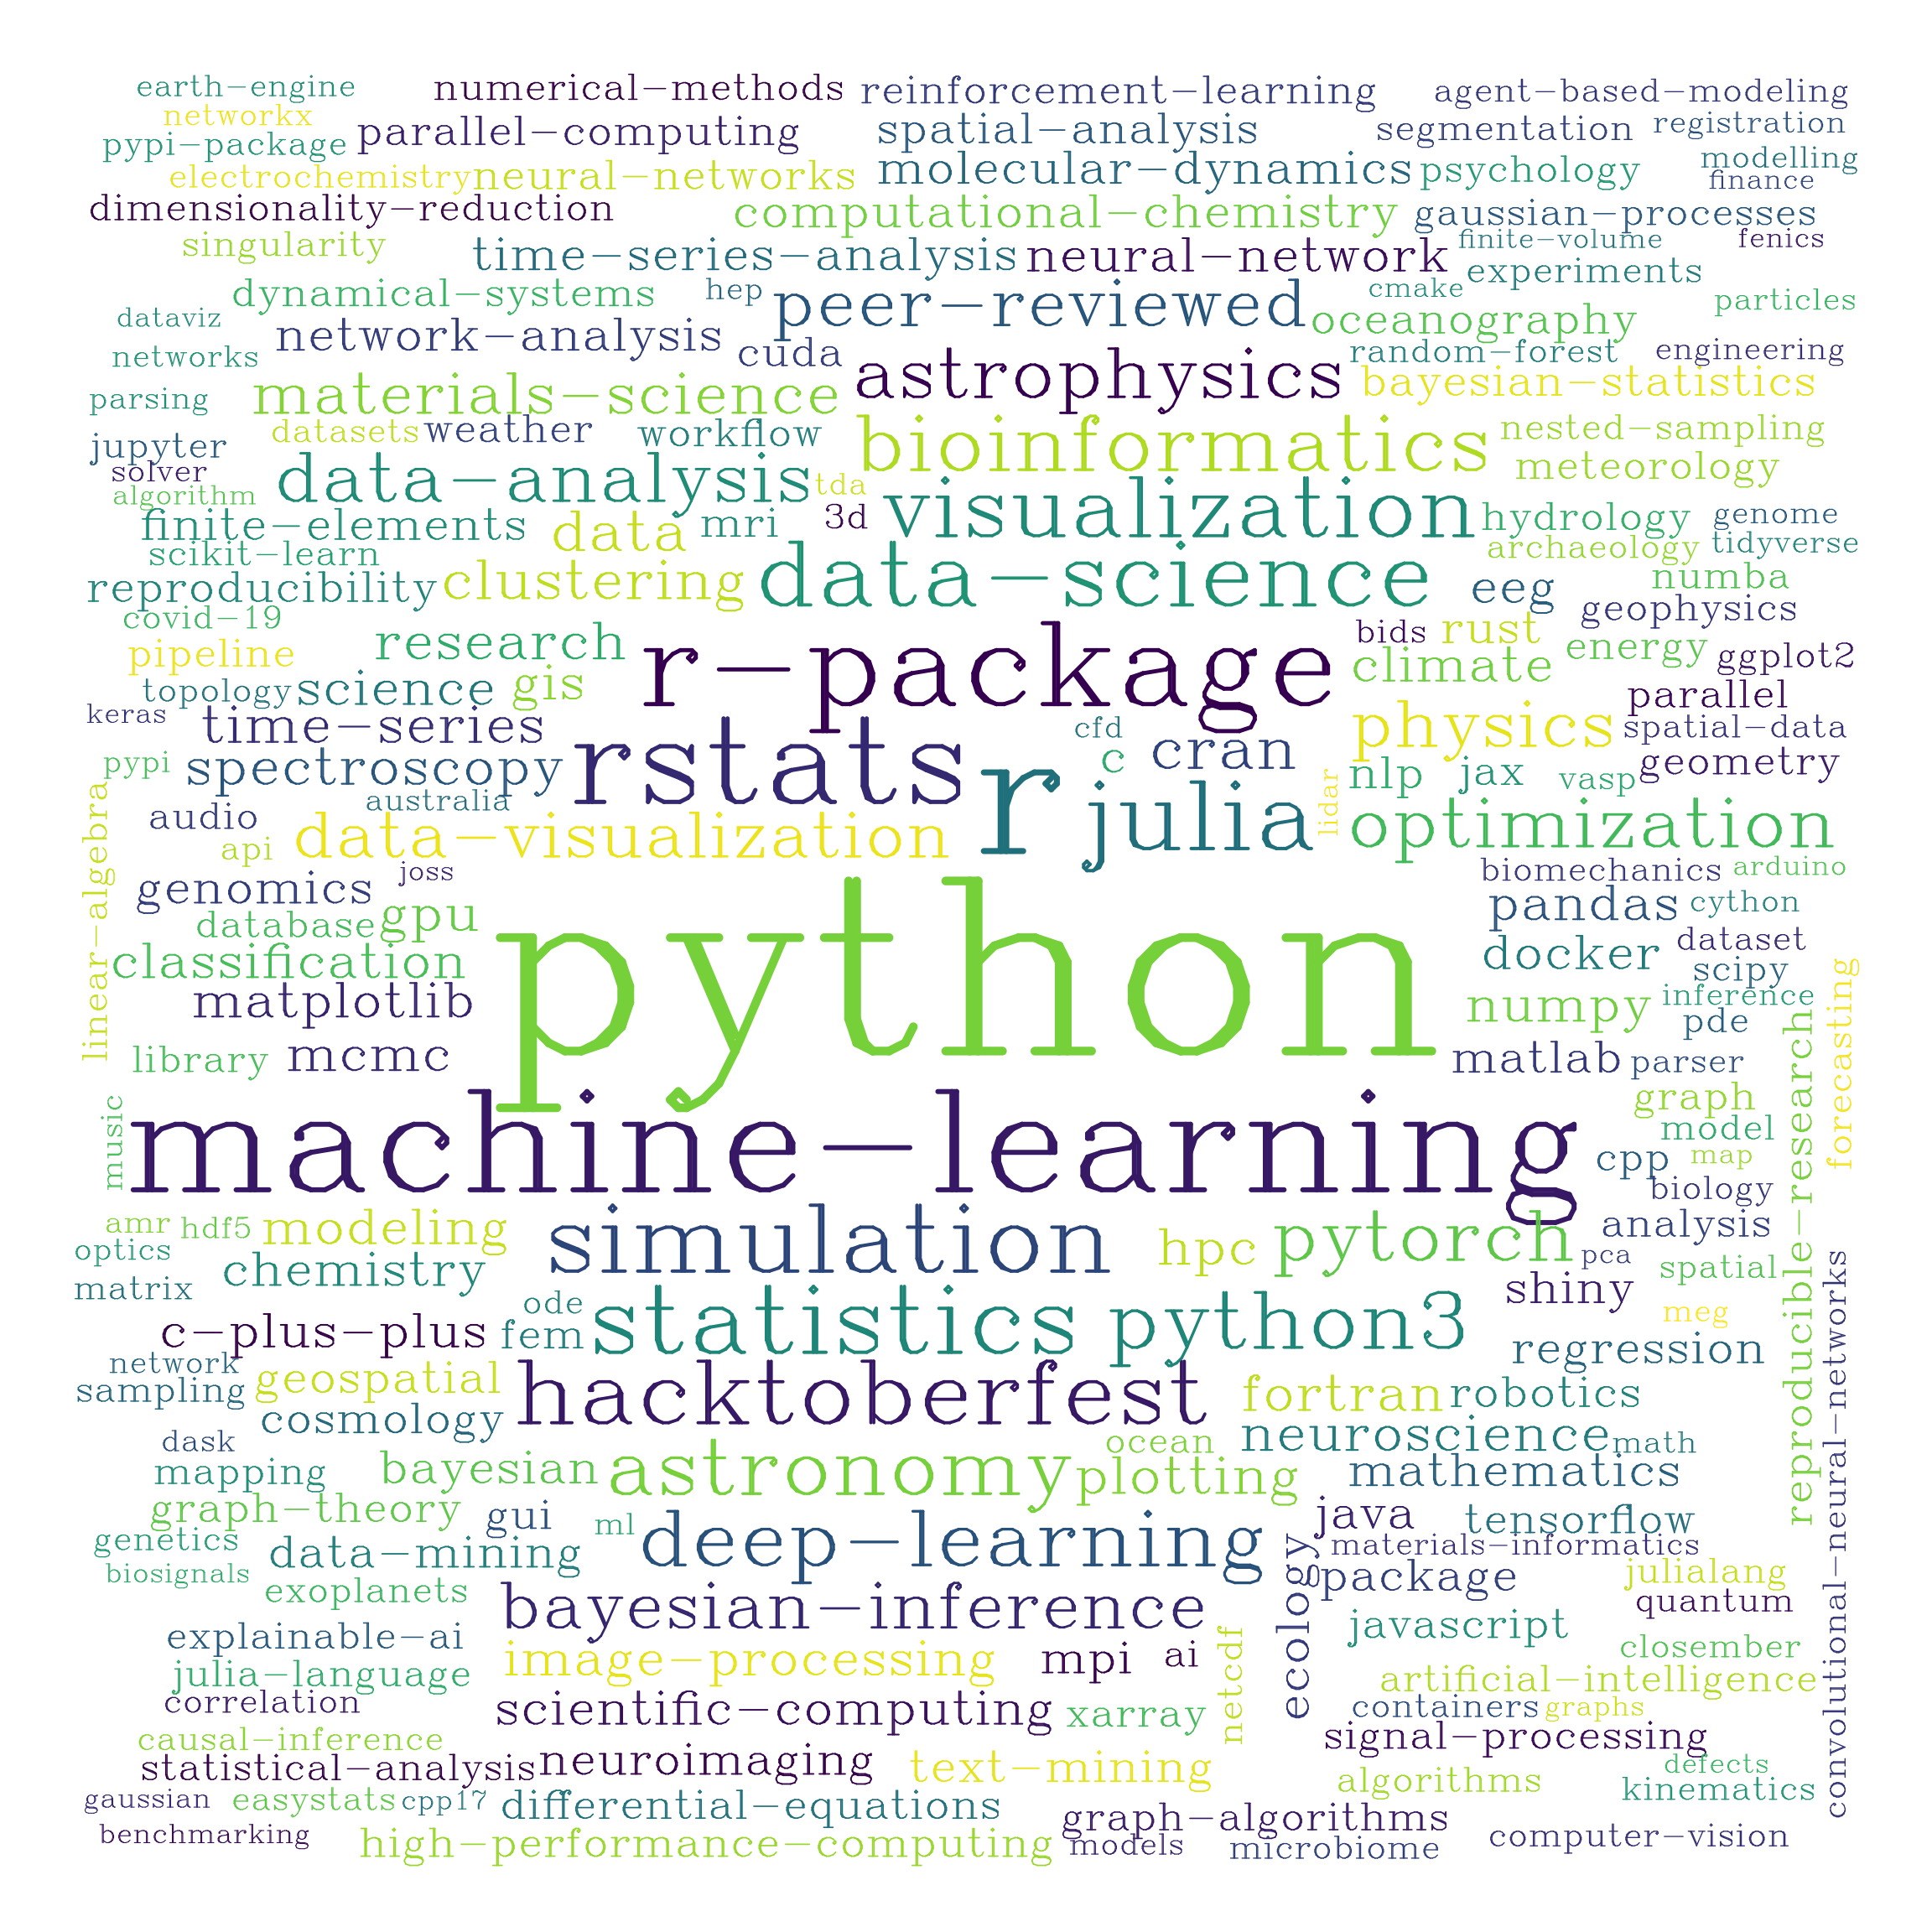 earth-engine
numerical-methods
reinforcement-learning
agent-based-modeling
networkx
parallel-computing
spatial-analysis
segmentation
registration
pypi-package
electrochemistry
neural-networks
molecular-dynamics
psychology
modelling
finance
dimensionality-reduction
computational-chemistry
gaussian-processes
singularity
time-series-analysis
neural-network
finite-volume
fenics
experiments
dynamical-systems
hep
peer-reviewed
cmake
particles
dataviz
network-analysis
cuda
oceanography
networks
random-forest
engineering
materials-science
astrophysics
bayesian-statistics
parsing
datasets
weather
workflow
bioinformatics
nested-sampling
jupyter
solver
data-analysis
tda
meteorology
algorithm
finite-elements
data
mri
3d
visualization
hydrology
genome
scikit-learn
archaeology
tidyverse
reproducibility
clustering
data-science
eeg
numba
covid-19
geophysics
pipeline
research
r-package
bids
rust
energy
ggplot2
topology
science
gis
climate
parallel
keras
time-series
rstats
cfd
physics
spatial-data
pypi
spectroscopy
r
c
cran
nlp
jax
vasp
geometry
australia
julia
lidar
linear-algebra
audio
api
data-visualization
optimization
joss
genomics
biomechanics
arduino
database
gpu
pandas
cython
classification
python
docker
dataset
scipy
matplotlib
numpy
inference
forecasting
library
mcmc
matlab
pde
parser
reproducible-research
music
machine-learning
graph
model
cpp
map
biology
amr
hdf5
modeling
simulation
hpc
pytorch
analysis
optics
chemistry
pca
spatial
matrix
ode
shiny
meg
c-plus-plus
fem
statistics
python3
regression
network
sampling
geospatial
hacktoberfest
fortran
robotics
convolutional-neural-networks
cosmology
dask
ocean
neuroscience
math
mapping
bayesian
astronomy
plotting
mathematics
graph-theory
gui
ml
java
tensorflow
genetics
data-mining
deep-learning
ecology
materials-informatics
biosignals
exoplanets
package
julialang
bayesian-inference
quantum
explainable-ai
javascript
image-processing
mpi
ai
netcdf
closember
julia-language
artificial-intelligence
correlation
scientific-computing
xarray
containers
graphs
causal-inference
signal-processing
statistical-analysis
neuroimaging
text-mining
defects
algorithms
kinematics
gaussian
easystats
cpp17
differential-equations
graph-algorithms
benchmarking
high-performance-computing
models
microbiome
computer-vision